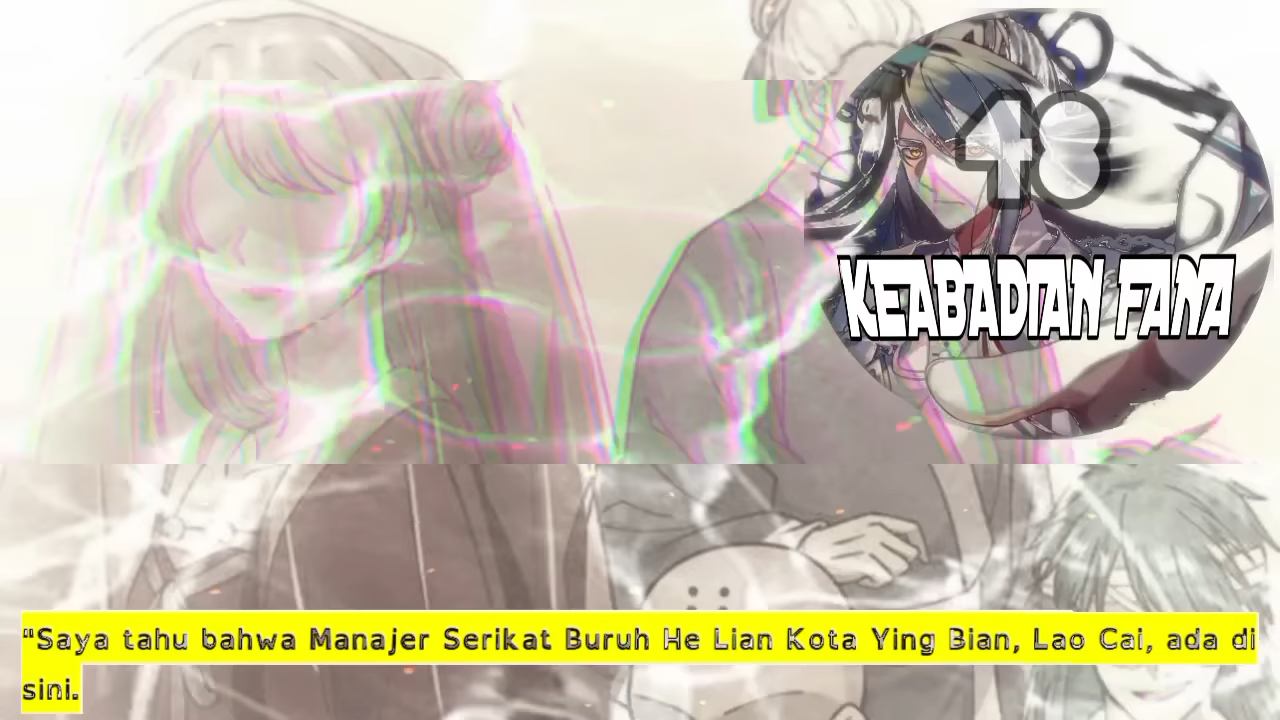 48
KEABADIAN FANA
"Saya tahu bahwa Manajer Serikat Buruh He Lian Kota Ying Bian, Lao Cai, ada di
sini.